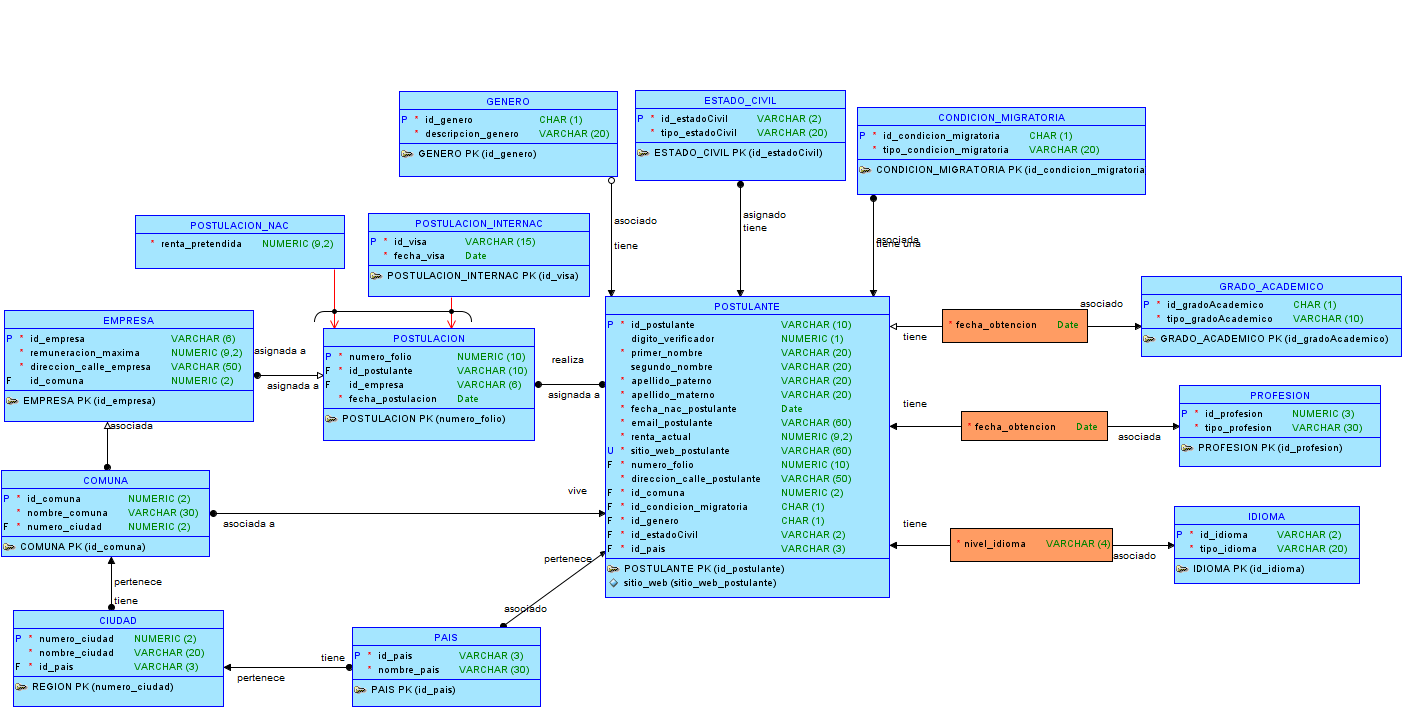 GENERO
P * id_genero CHAR (1)
* descripcion_genero VARCHAR (20)
GENERO PK (id_genero)
ESTADO_CIVIL
P * id_estadoCivil VARCHAR (2)
* tipo_estadoCivil VARCHAR (20)
ESTADO_CIVIL PK (id_estadoCivil)
CONDICION_MIGRATORIA
P * id_condicion_migratoria CHAR (1)
* tipo_condicion_migratoria VARCHAR (20)
CONDICION_MIGRATORIA PK (id_condicion_migratoria
asociado
tiene
asignado
tiene
asociada
tiene una
POSTULACION_NAC
* renta_pretendida NUMERIC (9,2)
POSTULACION_INTERNAC
P * id_visa VARCHAR (15)
* fecha_visa Date
POSTULACION_INTERNAC PK (id_visa)
EMPRESA
P * id_empresa VARCHAR (6)
* remuneracion_maxima NUMERIC (9,2)
* direccion_calle_empresa VARCHAR (50)
F id_comuna NUMERIC (2)
EMPRESA PK (id_empresa)
asignada a
asignada a
POSTULACION
P * numero_folio NUMERIC (10)
F * id_postulante VARCHAR (10)
F id_empresa VARCHAR (6)
* fecha_postulacion Date
POSTULACION PK (numero_folio)
realiza
asignada a
POSTULANTE
P * id_postulante VARCHAR (10)
digito_verificador NUMERIC (1)
* primer_nombre VARCHAR (20)
segundo_nombre VARCHAR (20)
* apellido_paterno VARCHAR (20)
* apellido_materno VARCHAR (20)
* fecha_nac_postulante Date
* email_postulante VARCHAR (60)
* renta_actual NUMERIC (9,2)
U * sitio_web_postulante VARCHAR (60)
F * numero_folio NUMERIC (10)
* direccion_calle_postulante VARCHAR (50)
F * id_comuna NUMERIC (2)
F * id_condicion_migratoria CHAR (1)
F * id_genero CHAR (1)
F * id_estadoCivil VARCHAR (2)
F * id_pais VARCHAR (3)
POSTULANTE PK (id_postulante)
sitio_web (sitio_web_postulante)
tiene
* fecha_obtencion Date
asociado
GRADO_ACADEMICO
P * id_gradoAcademico CHAR (1)
* tipo_gradoAcademico VARCHAR (10)
GRADO_ACADEMICO PK (id_gradoAcademico)
tiene
* fecha_obtencion Date
asociada
PROFESION
P * id_profesion NUMERIC (3)
* tipo_profesion VARCHAR (30)
PROFESION PK (id_profesion)
tiene
* nivel_idioma VARCHAR (4)
asociado
IDIOMA
P * id_idioma VARCHAR (2)
* tipo_idioma VARCHAR (20)
IDIOMA PK (id_idioma)
asociada
COMUNA
P * id_comuna NUMERIC (2)
* nombre_comuna VARCHAR (30)
F * numero_ciudad NUMERIC (2)
COMUNA PK (id_comuna)
vive
asociada a
pertenece
tiene
pertenece
asociado
CIUDAD
P * numero_ciudad NUMERIC (2)
* nombre_ciudad VARCHAR (20)
F * id_pais VARCHAR (3)
REGION PK (numero_ciudad)
tiene
pertenece
PAIS
P * id_pais VARCHAR (3)
* nombre_pais VARCHAR (30)
PAIS PK (id_pais)